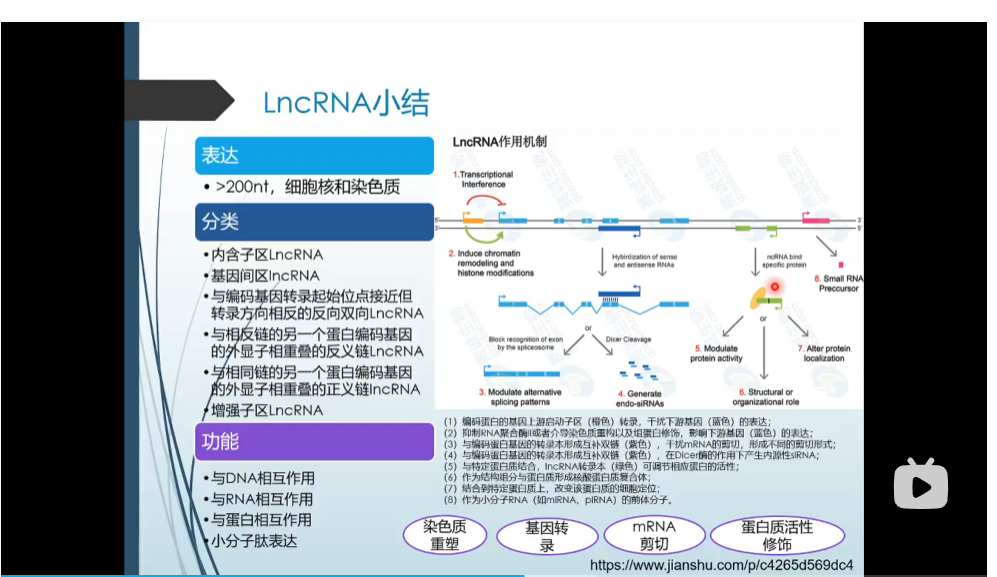 LncRNA小结
表达
• >200nt，细胞核和染色质
分类
•内含子区LncRNA
•基因间区lncRNA
•与编码基因转录起始位点接近但
转录方向相反的反向双向LncRNA
•与相反链的另一个蛋白编码基因
的外显子相重叠的反义链LncRNA
•与相同链的另一个蛋白编码基因
的外显子相重叠的正义链lncRNA
•增强子区LncRNA
功能
•与DNA相互作用
•与RNA相互作用
•与蛋白相互作用
•小分子肽表达
LncRNA作用机制
1.Transcriptional
Interference
5'
3'
3'
5'
2. Induce chromatin
remodeling and
histone modifications
Hybridization of sense
and antisense RNAs
ncRNA bind
specific protein
8. Small RNA
Preccursor
or
Block recognition of exon
by the spliceosome
Dicer Cleavage
or
5. Modulate
protein activity
7. Alter protein
localization
3. Modulate alternative
splicing patterns
4. Generate
endo-siRNAs
6. Structural or
organizational role
（1）编码蛋白的基因上游启动子区（橙色）转录，干扰下游基因（蓝色）的表达；
（2）抑制RNA聚合酶II或者介导染色质重构以及组蛋白修饰，影响下游基因（蓝色）的表达；
（3）与编码蛋白基因的转录本形成互补双链（紫色），干扰mRNA的剪切，形成不同的剪切形式；
（4）与编码蛋白基因的转录本形成互补双链（紫色），在Dicer酶的作用下产生内源性siRNA；
（5）与特定蛋白质结合，lncRNA转录本（绿色）可调节相应蛋白的活性；
（6）作为结构组分与蛋白质形成核酸蛋白质复合体；
（7）结合到特定蛋白质上，改变该蛋白质的细胞定位；
（8）作为小分子RNA（如miRNA、piRNA）的前体分子。
染色质
重塑
基因转
录
mRNA
剪切
蛋白质活性
修饰
https://www.jianshu.com/p/c4265d569dc4